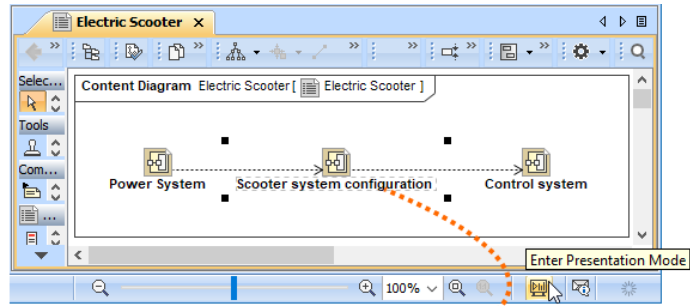 Electric Scooter
Selec...
Content Diagram Electric Scooter [ Electric Scooter ]
Tools
Com...
Power System
Scooter system configuration
Control system
...
Enter Presentation Mode
100%